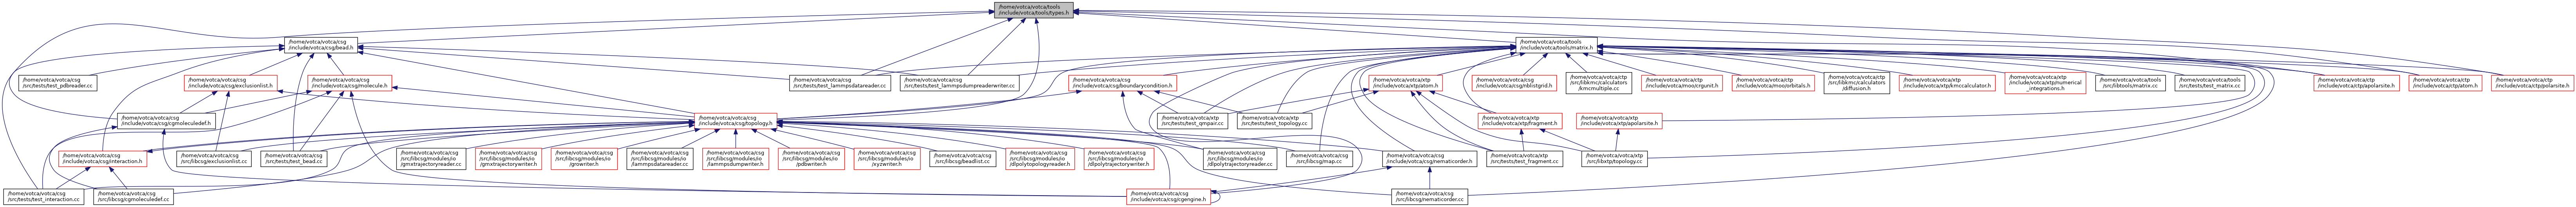 /home/votca/votca/tools
/include/votca/tools/types.h
/home/votca/votca/csg
/include/votca/csg/bead.h
/home/votca/votca/tools
/include/votca/tools/matrix.h
/home/votca/votca/csg
/src/tests/test_pdbreader.cc
/home/votca/votca/csg
/include/votca/csg/exclusionlist.h
/home/votca/votca/csg
/include/votca/csg/molecule.h
/home/votca/votca/csg
/src/tests/test_lammpsdatareader.cc
/home/votca/votca/csg
/src/tests/test_lammpsdumpreaderwriter.cc
/home/votca/votca/csg
/include/votca/csg/boundarycondition.h
/home/votca/votca/xtp
/include/votca/xtp/atom.h
/home/votca/votca/csg
/include/votca/csg/nblistgrid.h
/home/votca/votca/ctp
/src/libkmc/calculators
/kmcmultiple.cc
/home/votca/votca/ctp
/include/votca/moo/crgunit.h
/home/votca/votca/ctp
/include/votca/moo/orbitals.h
/home/votca/votca/ctp
/src/libkmc/calculators
/diffusion.h
/home/votca/votca/xtp
/include/votca/xtp/kmccalculator.h
/home/votca/votca/xtp
/include/votca/xtp/numerical
_integrations.h
/home/votca/votca/tools
/src/libtools/matrix.cc
/home/votca/votca/tools
/src/tests/test_matrix.cc
/home/votca/votca/ctp
/include/votca/ctp/apolarsite.h
/home/votca/votca/ctp
/include/votca/ctp/atom.h
/home/votca/votca/ctp
/include/votca/ctp/polarsite.h
/home/votca/votca/csg
/include/votca/csg/cgmoleculedef.h
/home/votca/votca/csg
/include/votca/csg/topology.h
/home/votca/votca/xtp
/src/tests/test_qmpair.cc
/home/votca/votca/xtp
/src/tests/test_topology.cc
/home/votca/votca/xtp
/include/votca/xtp/fragment.h
/home/votca/votca/xtp
/include/votca/xtp/apolarsite.h
/home/votca/votca/csg
/include/votca/csg/interaction.h
/home/votca/votca/csg
/src/libcsg/exclusionlist.cc
/home/votca/votca/csg
/src/tests/test_bead.cc
/home/votca/votca/csg
/src/libcsg/modules/io
/gmxtrajectoryreader.cc
/home/votca/votca/csg
/src/libcsg/modules/io
/gmxtrajectorywriter.h
/home/votca/votca/csg
/src/libcsg/modules/io
/growriter.h
/home/votca/votca/csg
/src/libcsg/modules/io
/lammpsdatareader.cc
/home/votca/votca/csg
/src/libcsg/modules/io
/lammpsdumpwriter.h
/home/votca/votca/csg
/src/libcsg/modules/io
/pdbwriter.h
/home/votca/votca/csg
/src/libcsg/modules/io
/xyzwriter.h
/home/votca/votca/csg
/src/libcsg/beadlist.cc
/home/votca/votca/csg
/src/libcsg/modules/io
/dlpolytopologyreader.h
/home/votca/votca/csg
/src/libcsg/modules/io
/dlpolytrajectorywriter.h
/home/votca/votca/csg
/src/libcsg/modules/io
/dlpolytrajectoryreader.cc
/home/votca/votca/csg
/src/libcsg/map.cc
/home/votca/votca/csg
/include/votca/csg/nematicorder.h
/home/votca/votca/xtp
/src/tests/test_fragment.cc
/home/votca/votca/xtp
/src/libxtp/topology.cc
/home/votca/votca/csg
/src/tests/test_interaction.cc
/home/votca/votca/csg
/src/libcsg/cgmoleculedef.cc
/home/votca/votca/csg
/include/votca/csg/cgengine.h
/home/votca/votca/csg
/src/libcsg/nematicorder.cc